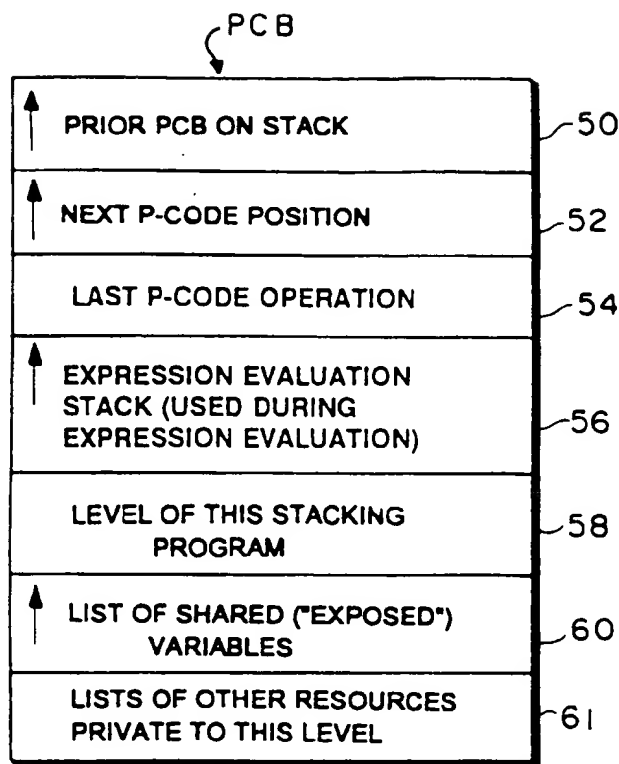 PCB
PRIOR PCB ON STACK
50
NEXT P-CODE POSITION
52
LAST P-CODE OPERATION
54
EXPRESSION EVALUATION
STACK (USED DURING
EXPRESSION EVALUATION)
56
LEVEL OF THIS STACKING
PROGRAM
58
LIST OF SHARED ("EXPOSED")
VARIABLES
60
LISTS OF OTHER RESOURCES
PRIVATE TO THIS LEVEL
61